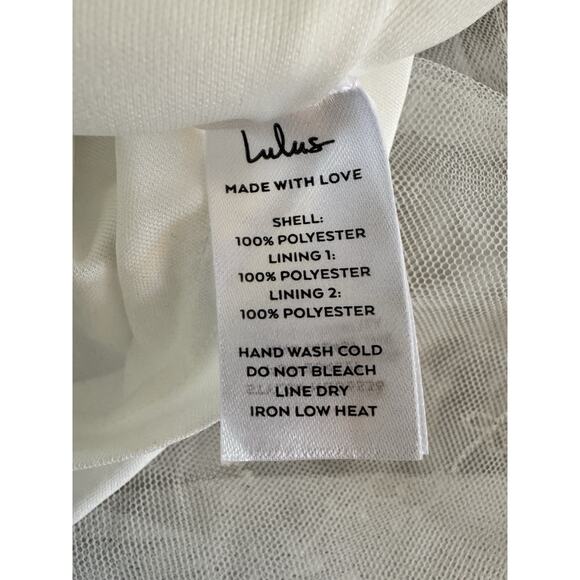 Lulus
MADE WITH LOVE
SHELL:
100% POLYESTER
LINING 1:
100% POLYESTER
LINING 2:
100% POLYESTER
HAND WASH COLD
DO NOT BLEACH
LINE DRY
IRON LOW HEAT